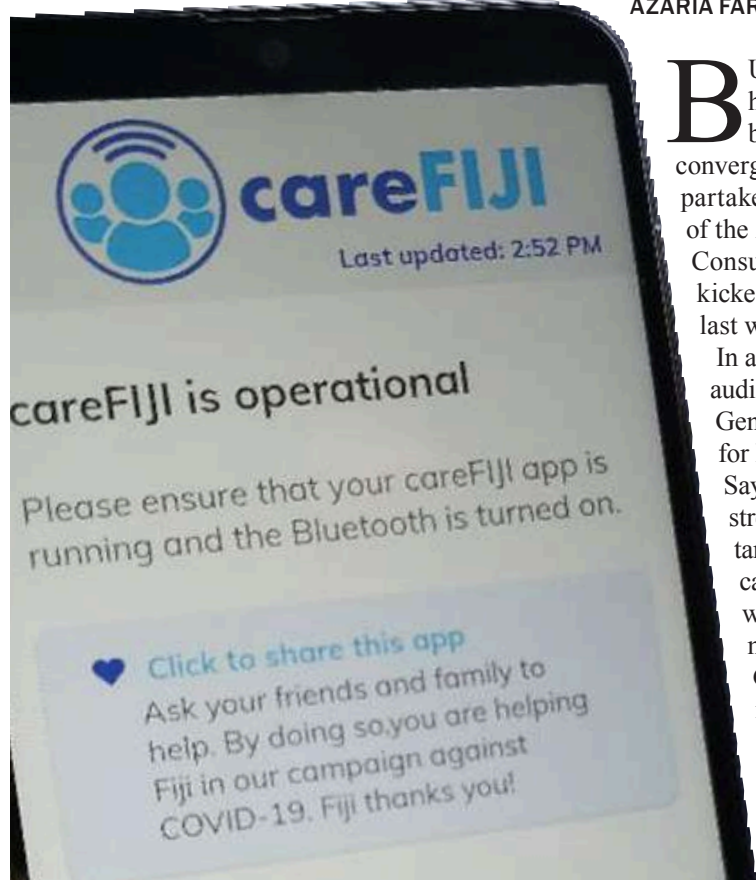 careFIJI
Last updated: 2:52 PM
careFIJI is operational
Please ensure that your careFIJI app is
running and the Bluetooth is turned on.
Click to share this app
Ask your friends and family to
help. By doing so,you are helping
Fiji in our campaign against
COVID-19. Fiji thanks you!
AZARIA FAR
BU
h
b
converg
partake
of the
Consu
kicke
last w
In a
audi
Gen
for
Say
str
tar
ca
w